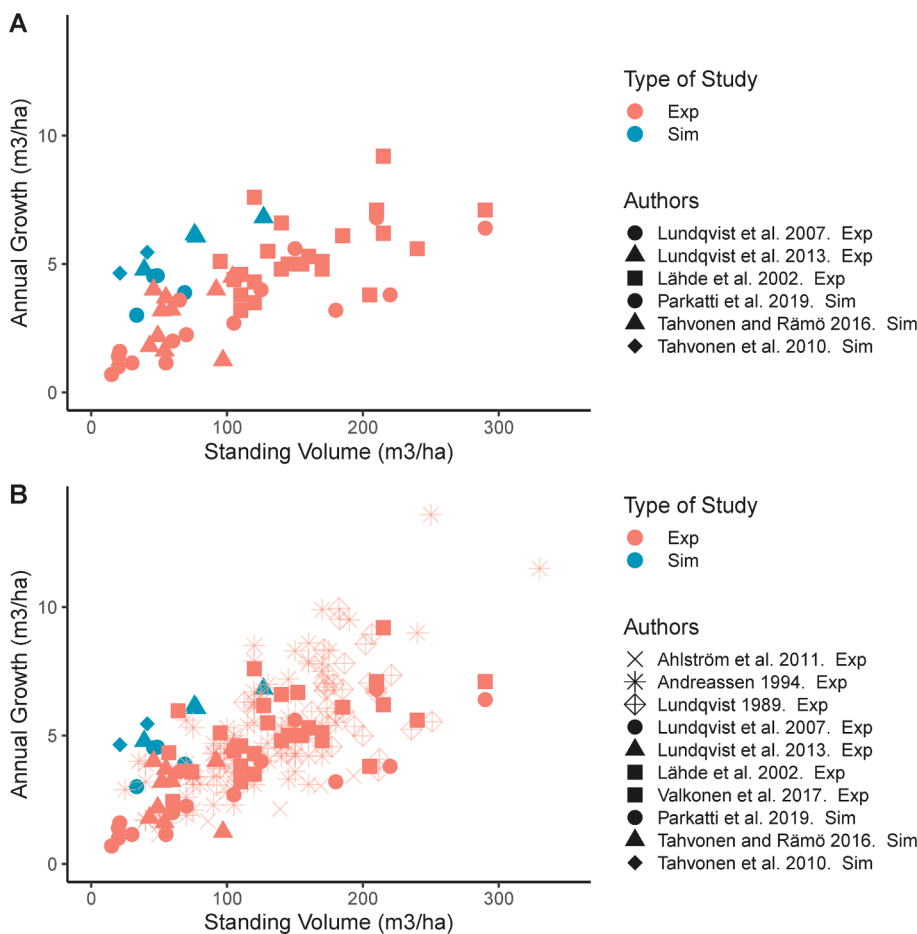 A
Annual Growth (m3/ha)
10
5
0
0 100 200 300
Standing Volume (m3/ha)
Type of Study
Exp
Sim
Authors
Lundqvist et al. 2007. Exp
Lundqvist et al. 2013. Exp
Lähde et al. 2002. Exp
Parkatti et al. 2019. Sim
Tahvonen and Rämö 2016. Sim
Tahvonen et al. 2010. Sim
B
Annual Growth (m3/ha)
10
5
0
0 100 200 300
Standing Volume (m3/ha)
Type of Study
Exp
Sim
Authors
Ahlström et al. 2011. Exp
Andreassen 1994. Exp
Lundqvist 1989. Exp
Lundqvist et al. 2007. Exp
Lundqvist et al. 2013. Exp
Lähde et al. 2002. Exp
Valkonen et al. 2017. Exp
Parkatti et al. 2019. Sim
Tahvonen and Rämö 2016. Sim
Tahvonen et al. 2010. Sim